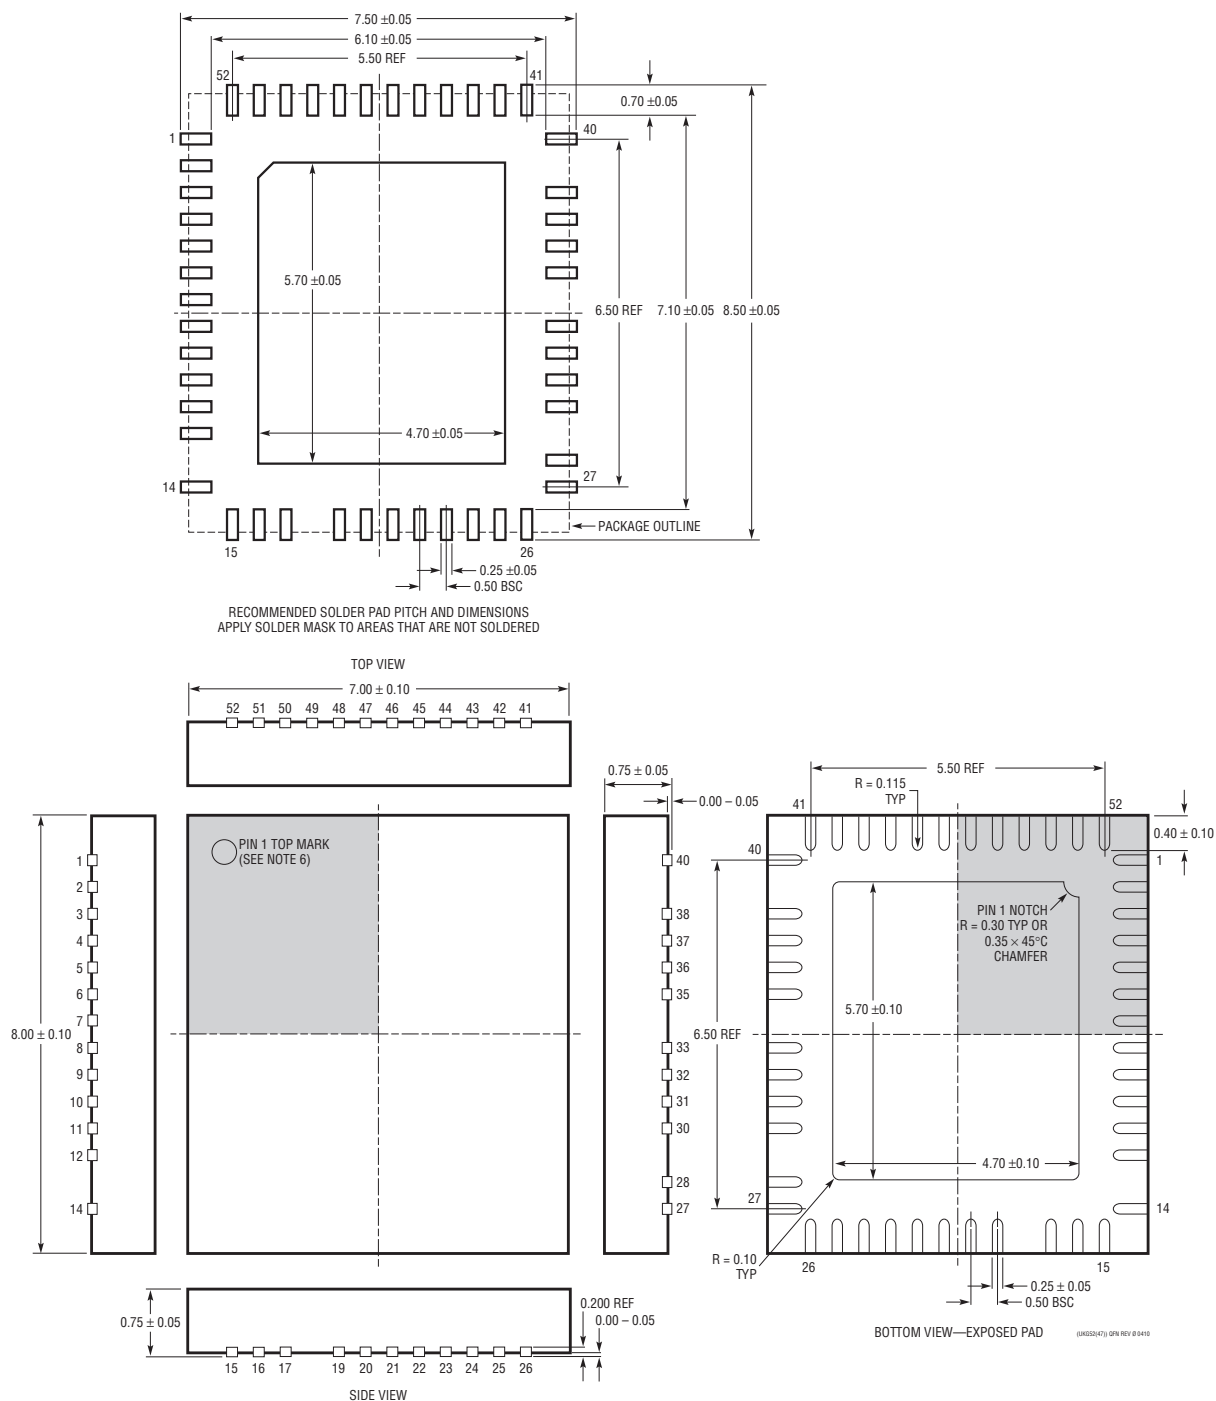 7.50 ±0.05
6.10 ±0.05
5.50 REF
52
41
0.70 ±0.05
1
40
5.70 ±0.05
6.50 REF
7.10 ±0.05
8.50 ±0.05
4.70 ±0.05
14
27
PACKAGE OUTLINE
15
26
0.25 ±0.05
0.50 BSC
RECOMMENDED SOLDER PAD PITCH AND DIMENSIONS
APPLY SOLDER MASK TO AREAS THAT ARE NOT SOLDERED
TOP VIEW
7.00 ± 0.10
52 51 50 49 48 47 46 45 44 43 42 41
8.00 ± 0.10
1
2
3
4
5
6
7
8
9
10
11
12
14
PIN 1 TOP MARK
(SEE NOTE 6)
0.75 ± 0.05
0.00 – 0.05
40
38
37
36
35
33
32
31
30
28
27
0.75 ± 0.05
0.200 REF
0.00 – 0.05
15 16 17 19 20 21 22 23 24 25 26
SIDE VIEW
5.50 REF
R = 0.115
TYP
41
52
0.40 ± 0.10
40
1
PIN 1 NOTCH
R = 0.30 TYP OR
0.35 × 45°C
CHAMFER
5.70 ±0.10
6.50 REF
4.70 ±0.10
27
14
R = 0.10
TYP
26
15
0.25 ± 0.05
0.50 BSC
BOTTOM VIEW—EXPOSED PAD
(UKG52(47)) QFN REV Ø 0410